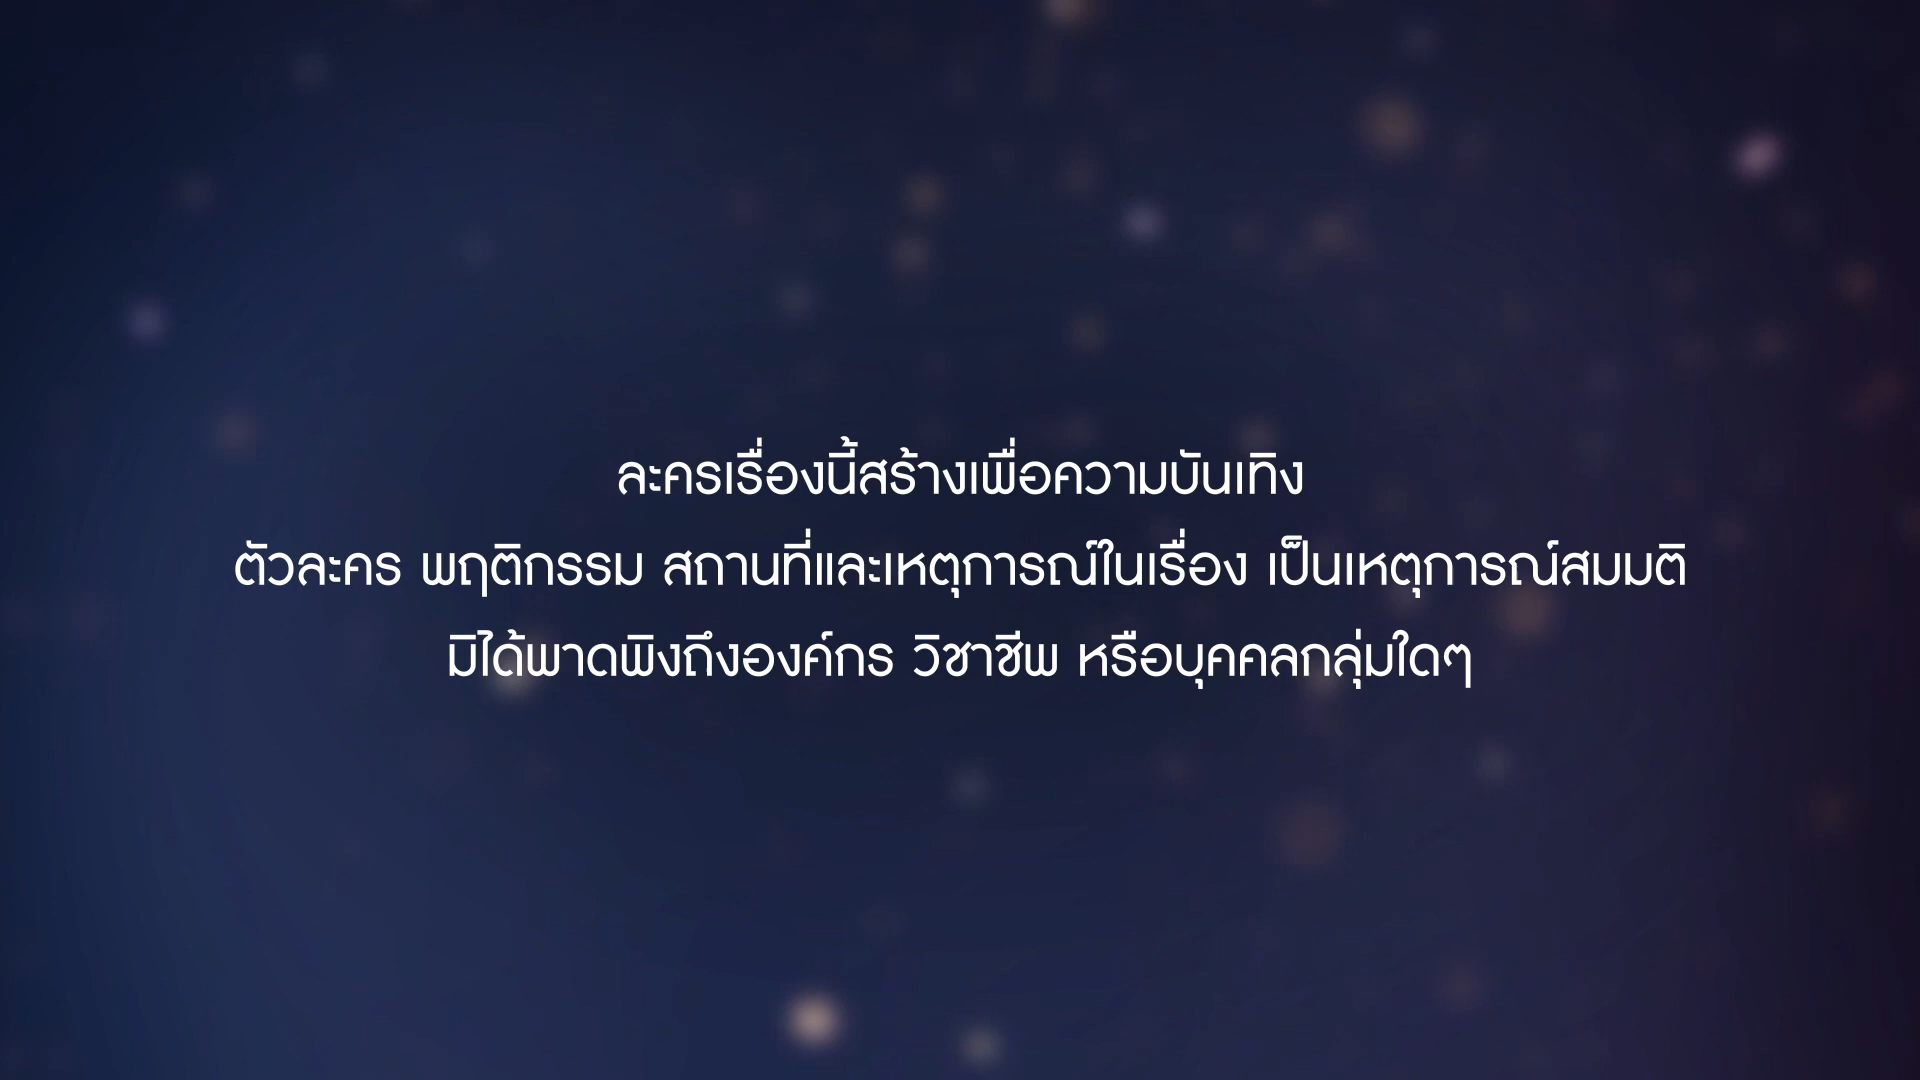 ละครเรื่องนี้สร้างเพื่อความบันเทิง
ตัวละคร พฤติกรรม สถานที่และเหตุการณ์ในเรื่อง เป็นเหตุการณ์สมมติ
มิได้พาดพิงถึงองค์กร วิชาชีพ หรือบุคคลกลุ่มใดๆ